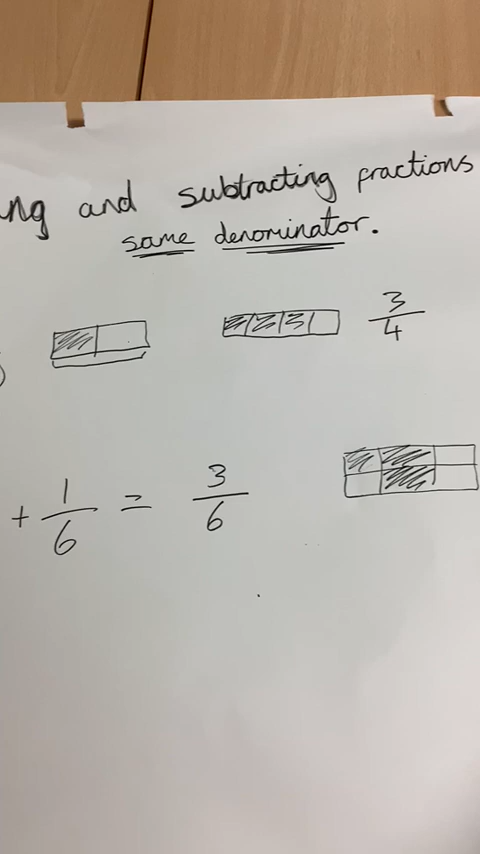 ng and subtracting fractions
same denominator.
3/4
+ 1/6 = 3/6